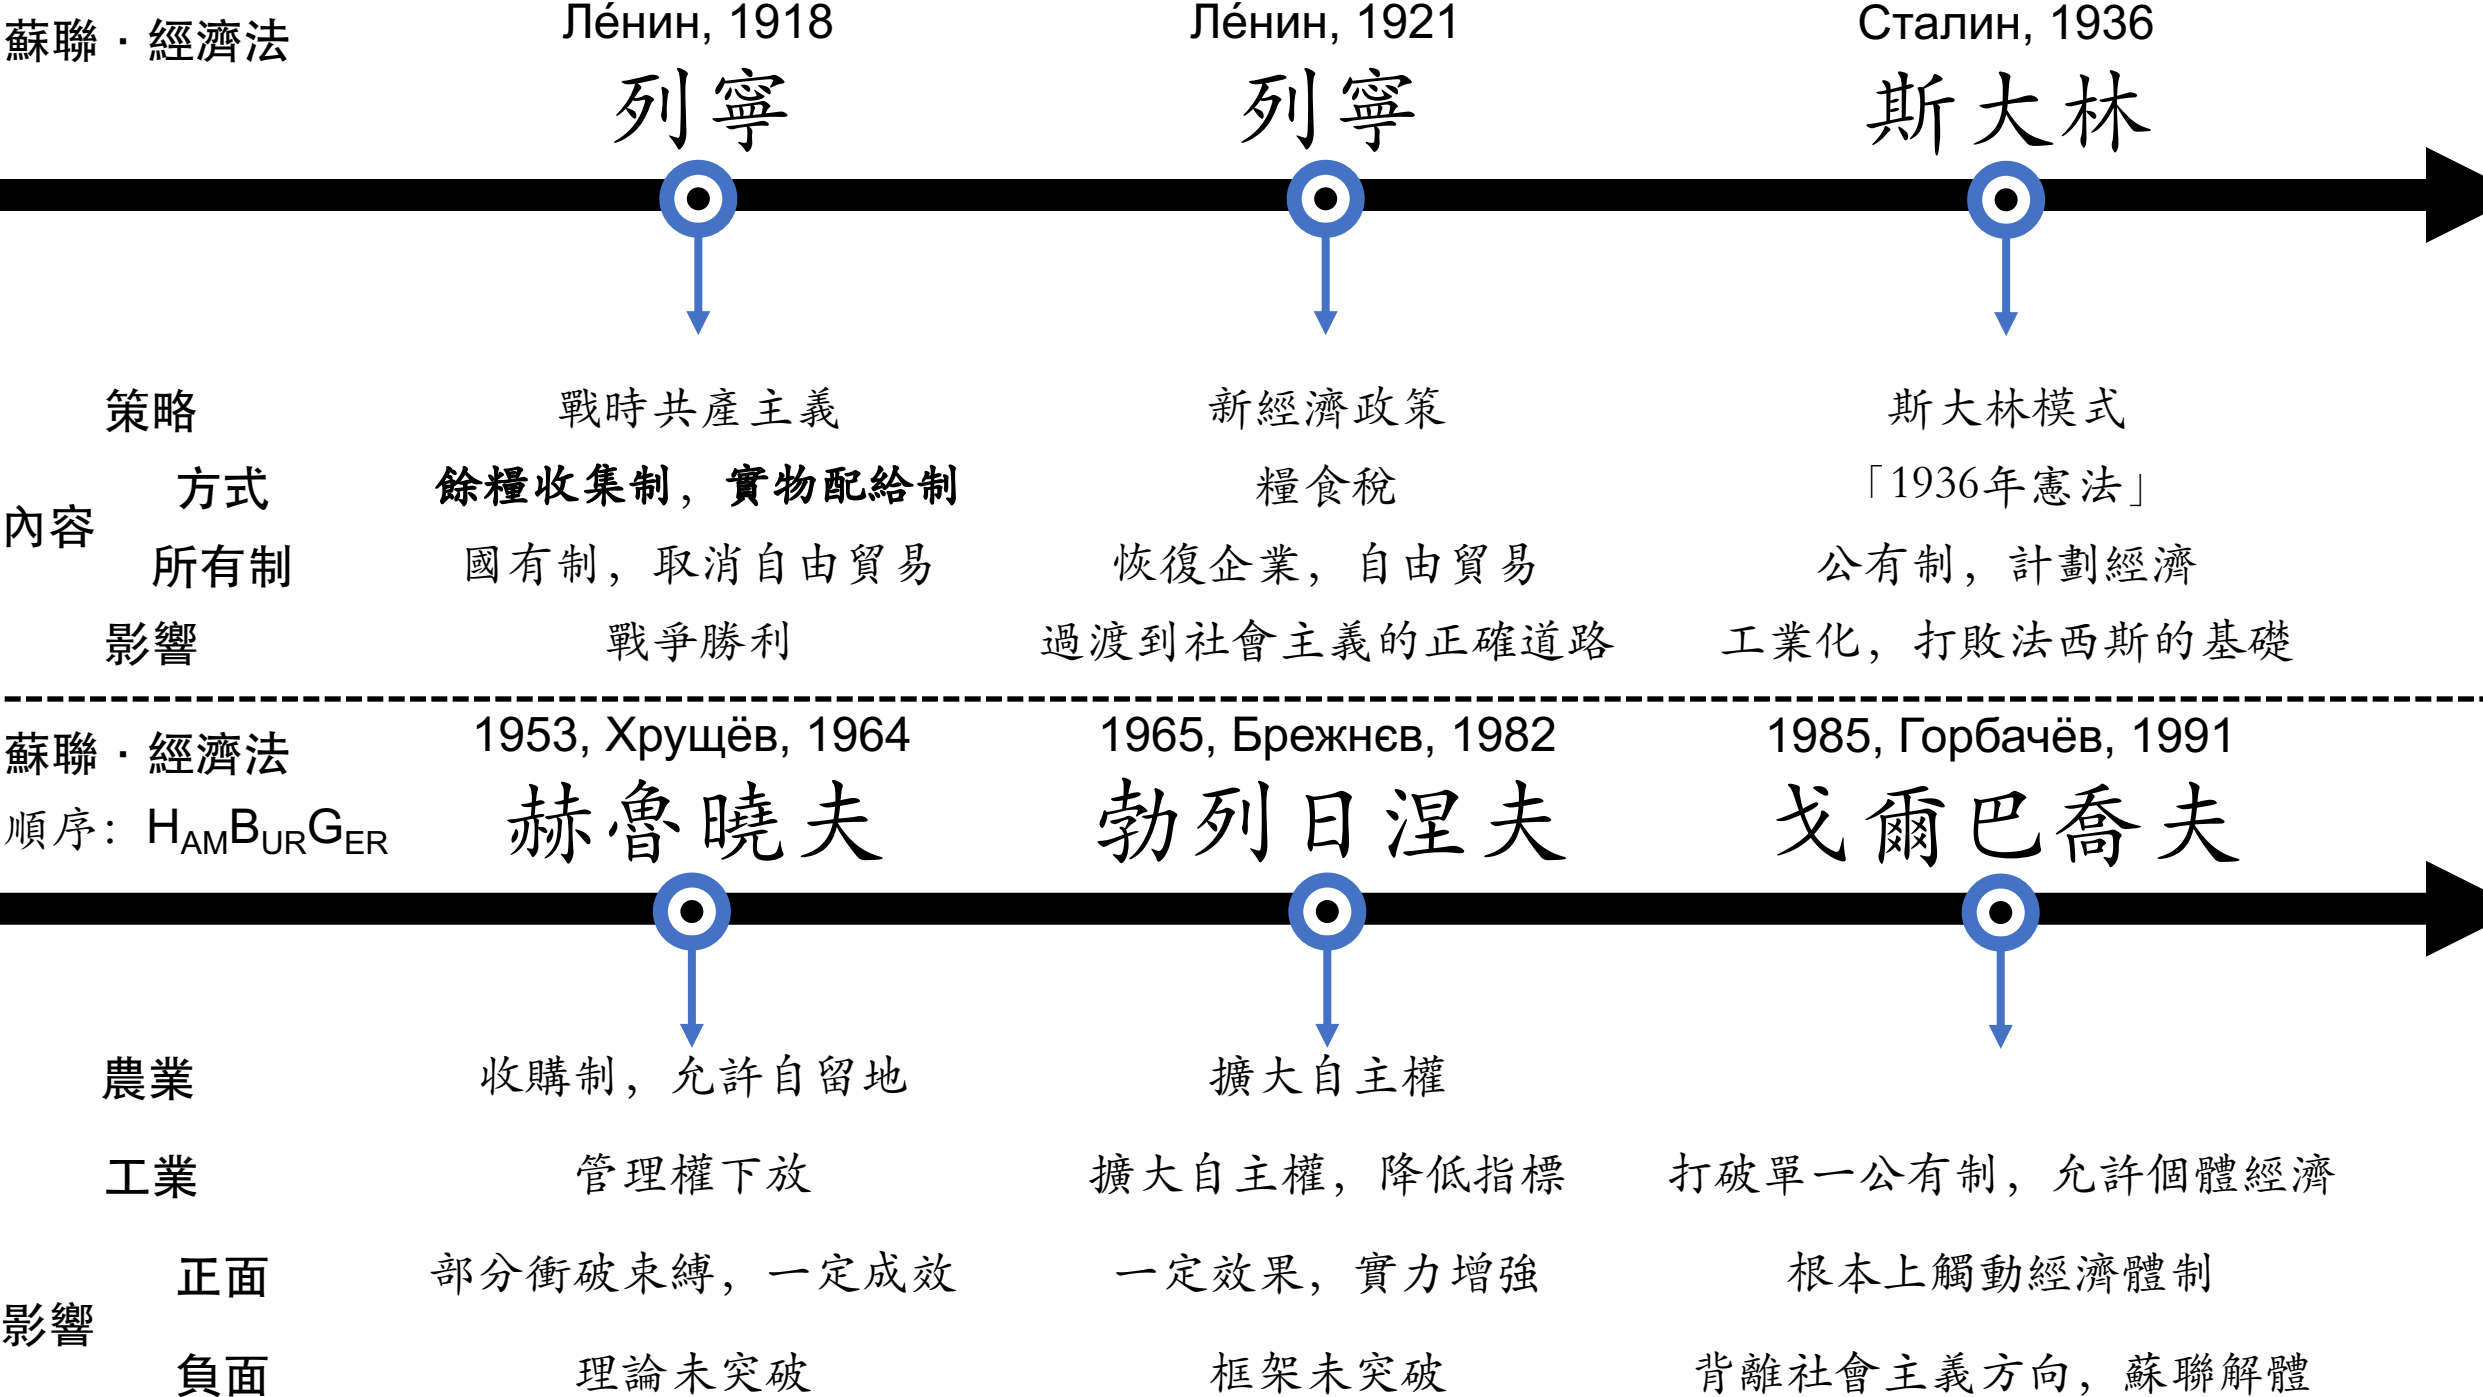 蘇聯·經濟法
Лéнин, 1918
Лéнин, 1921
Сталин, 1936
列寧
列寧
斯大林
策略
戰時共產主義
新經濟政策
斯大林模式
內容
方式
餘糧收集制，實物配給制
糧食稅
「1936年憲法」
所有制
國有制，取消自由貿易
恢復企業，自由貿易
公有制，計劃經濟
影響
戰爭勝利
過渡到社會主義的正確道路
工業化，打敗法西斯的基礎
蘇聯·經濟法
順序：HAMBURGER
1953, Хрущёв, 1964
1965, Брежнєв, 1982
1985, Горбачёв, 1991
赫魯曉夫
勃列日涅夫
戈爾巴喬夫
農業
收購制，允許自留地
擴大自主權
工業
管理權下放
擴大自主權，降低指標
打破單一公有制，允許個體經濟
影響
正面
部分衝破束縛，一定成效
一定效果，實力增強
根本上觸動經濟體制
負面
理論未突破
框架未突破
背離社會主義方向，蘇聯解體